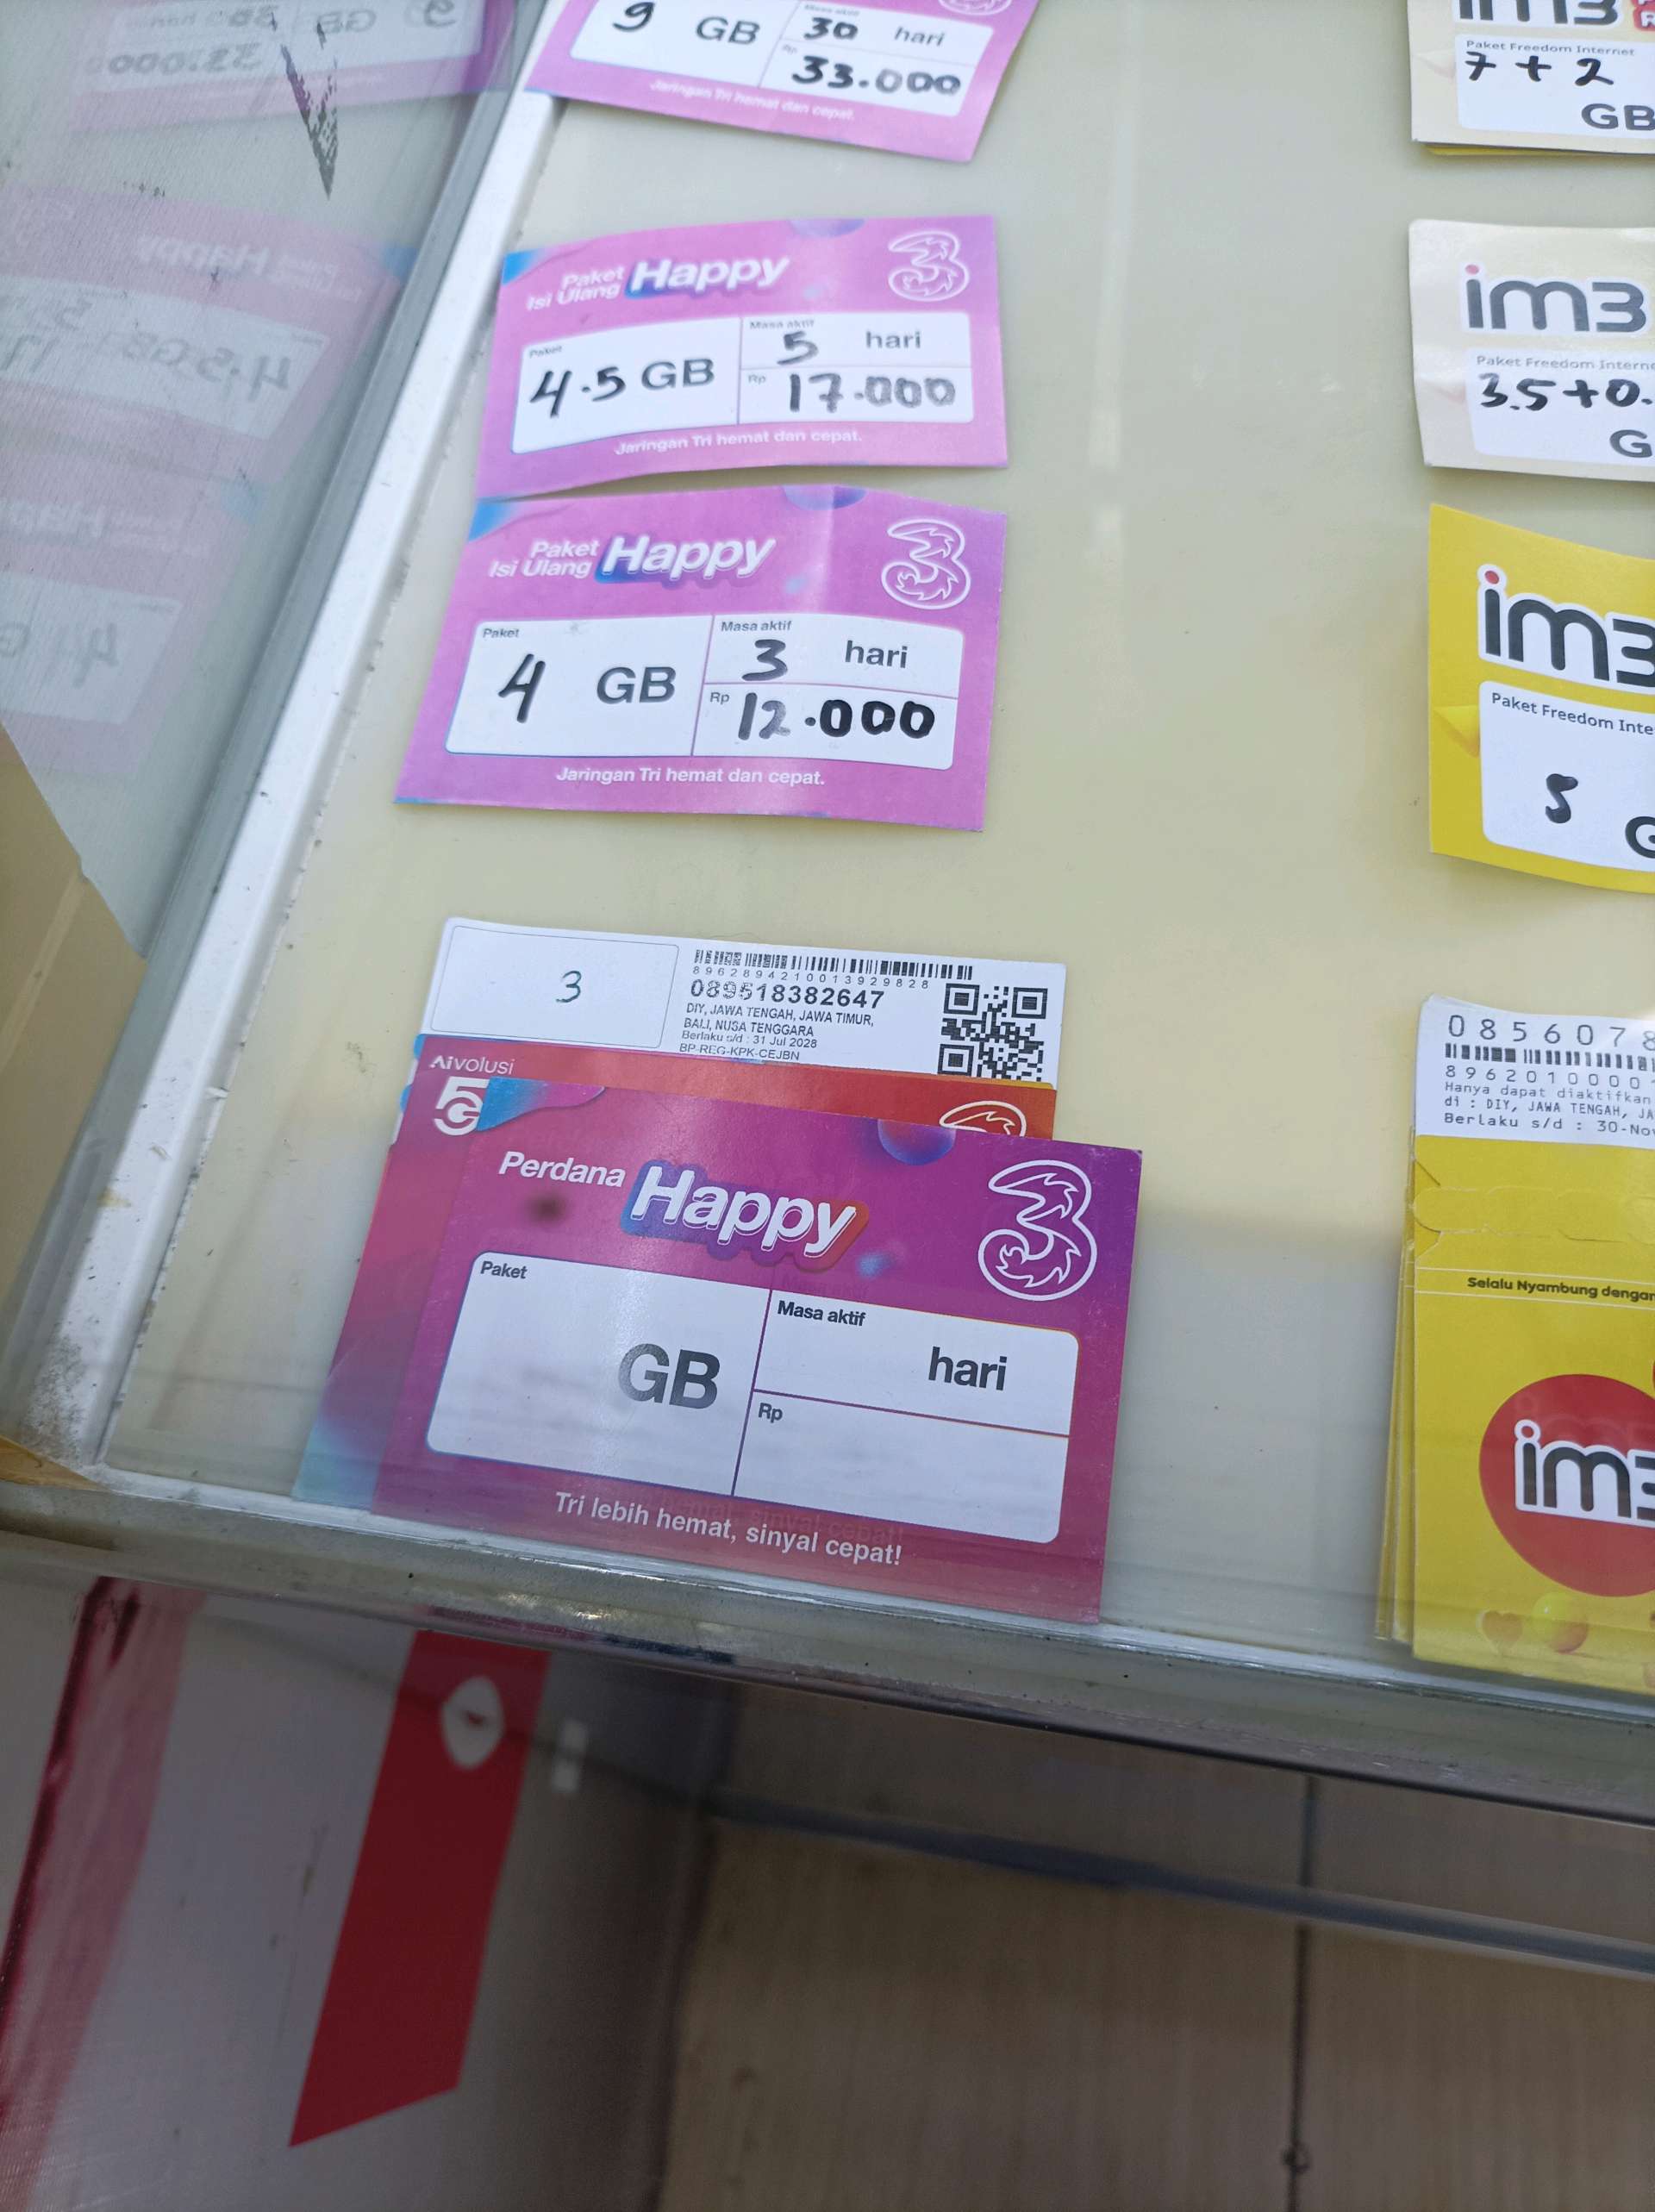 9 GB
Masa aktif
30 hari
Rp
33.000
Jaringan Tri hemat dan cepat.
Paket
Isi Ulang
Happy
3
Paket
4.5 GB
Masa aktif
5 hari
Rp 17.000
Jaringan Tri hemat dan cepat.
Paket
Isi Ulang
Happy
3
Paket
4 GB
Masa aktif
3 hari
Rp 12.000
Jaringan Tri hemat dan cepat.
3
8962894210013929828
089518382647
DIY, JAWA TENGAH, JAWA TIMUR,
BALI, NUSA TENGGARA
Berlaku s/d : 31 Jul 2028
BP-REG-KPK-CEJBN
AIvolusi
5G
Perdana Happy
3
Paket
GB
Masa aktif
hari
Rp
Tri lebih hemat, sinyal cepat!
im3
Paket Freedom Internet
7 + 2
GB
im3
Paket Freedom Interne
3.5+0.
G
im3
Paket Freedom Inte
5 G
0856078
8962010000
Hanya dapat diaktifkan
di : DIY, JAWA TENGAH, JA
Berlaku s/d : 30-No
Selalu Nyambung dengan
im3